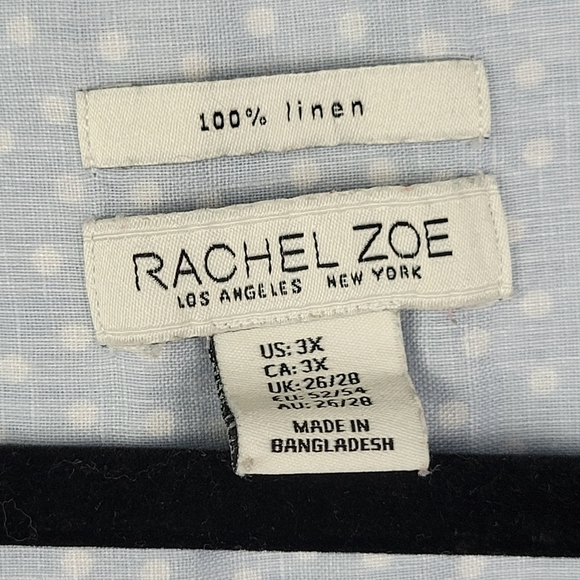 100% linen
RACHEL ZOE
LOS ANGELES NEW YORK
US: 3X
CA: 3X
UK: 26/28
EU: 52/54
AU: 26/28
MADE IN
BANGLADESH